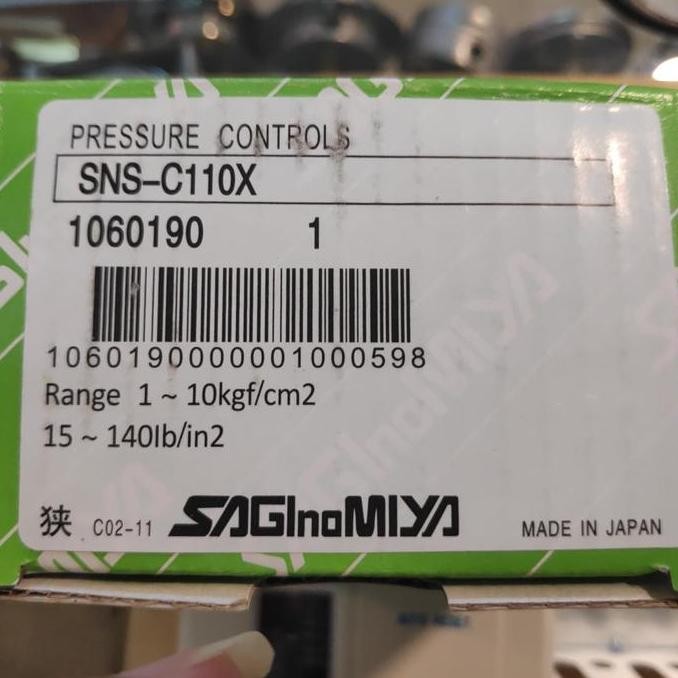 PRESSURE CONTROLS
SNS-C110X
1060190 1
1060190000001000598
Range 1 ~ 10kgf/cm2
15 ~ 140lb/in2
狭 C02-11 SAGInoMIYA MADE IN JAPAN